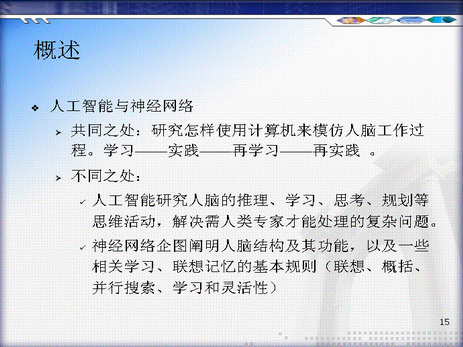 概述
人工智能与神经网络
共同之处：研究怎样使用计算机来模仿人脑工作过
程。学习——实践——再学习——再实践 。
不同之处：
人工智能研究人脑的推理、学习、思考、规划等
思维活动，解决需人类专家才能处理的复杂问题。
神经网络企图阐明人脑结构及其功能，以及一些
相关学习、联想记忆的基本规则（联想、概括、
并行搜索、学习和灵活性）
15